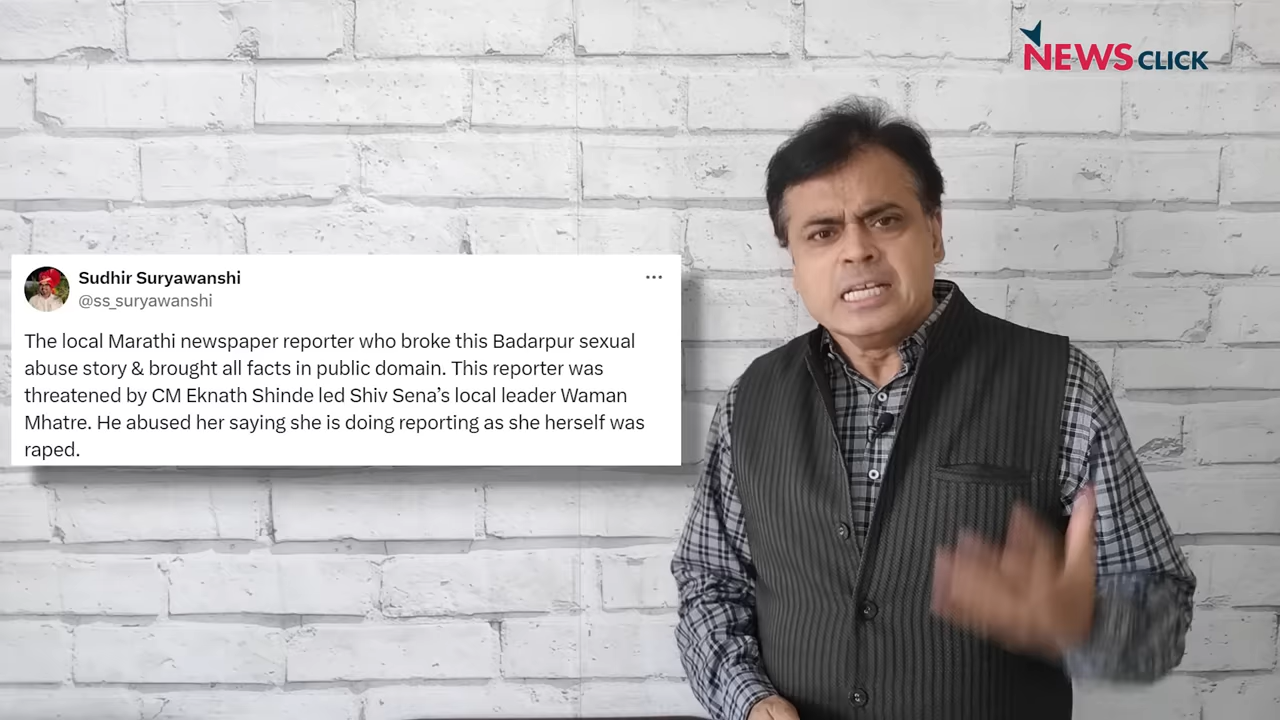 NEWSCLICK
Sudhir Suryawanshi
@ss_suryawanshi
The local Marathi newspaper reporter who broke this Badarpur sexual
abuse story & brought all facts in public domain. This reporter was
threatened by CM Eknath Shinde led Shiv Sena’s local leader Waman
Mhatre. He abused her saying she is doing reporting as she herself was
raped.